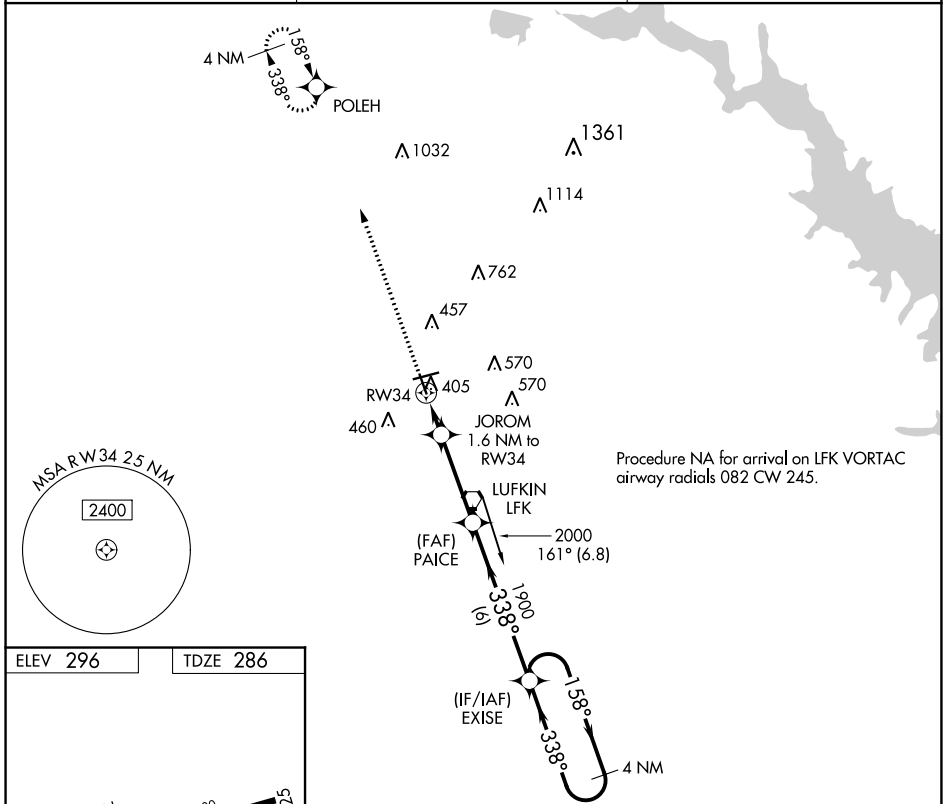 158°
4 NM
338°
POLEH
1032
1361
1114
762
457
570
405
570
RW34
460
JOROM
1.6 NM to
RW34
Procedure NA for arrival on LFK VORTAC
airway radials 082 CW 245.
MSA RW34 25 NM
2400
LUFKIN
LFK
(FAF)
PAICE
2000
161° (6.8)
1900
338°
(6)
ELEV 296
TDZE 286
(IF/IAF)
EXISE
158°
338°
4 NM